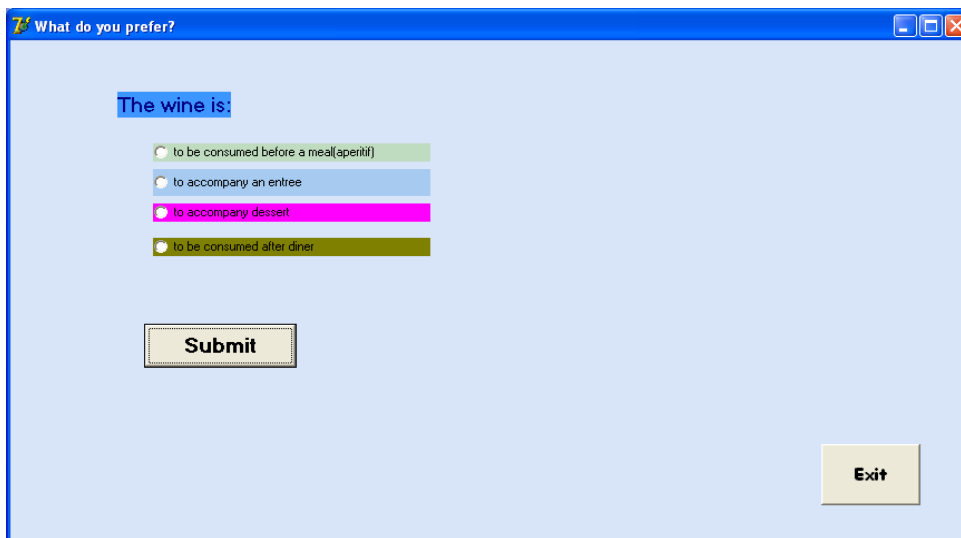 What do you prefer?
The wine is:
to be consumed before a meal(aperitif)
to accompany an entree
to accompany dessert
to be consumed after diner
Submit
Exit